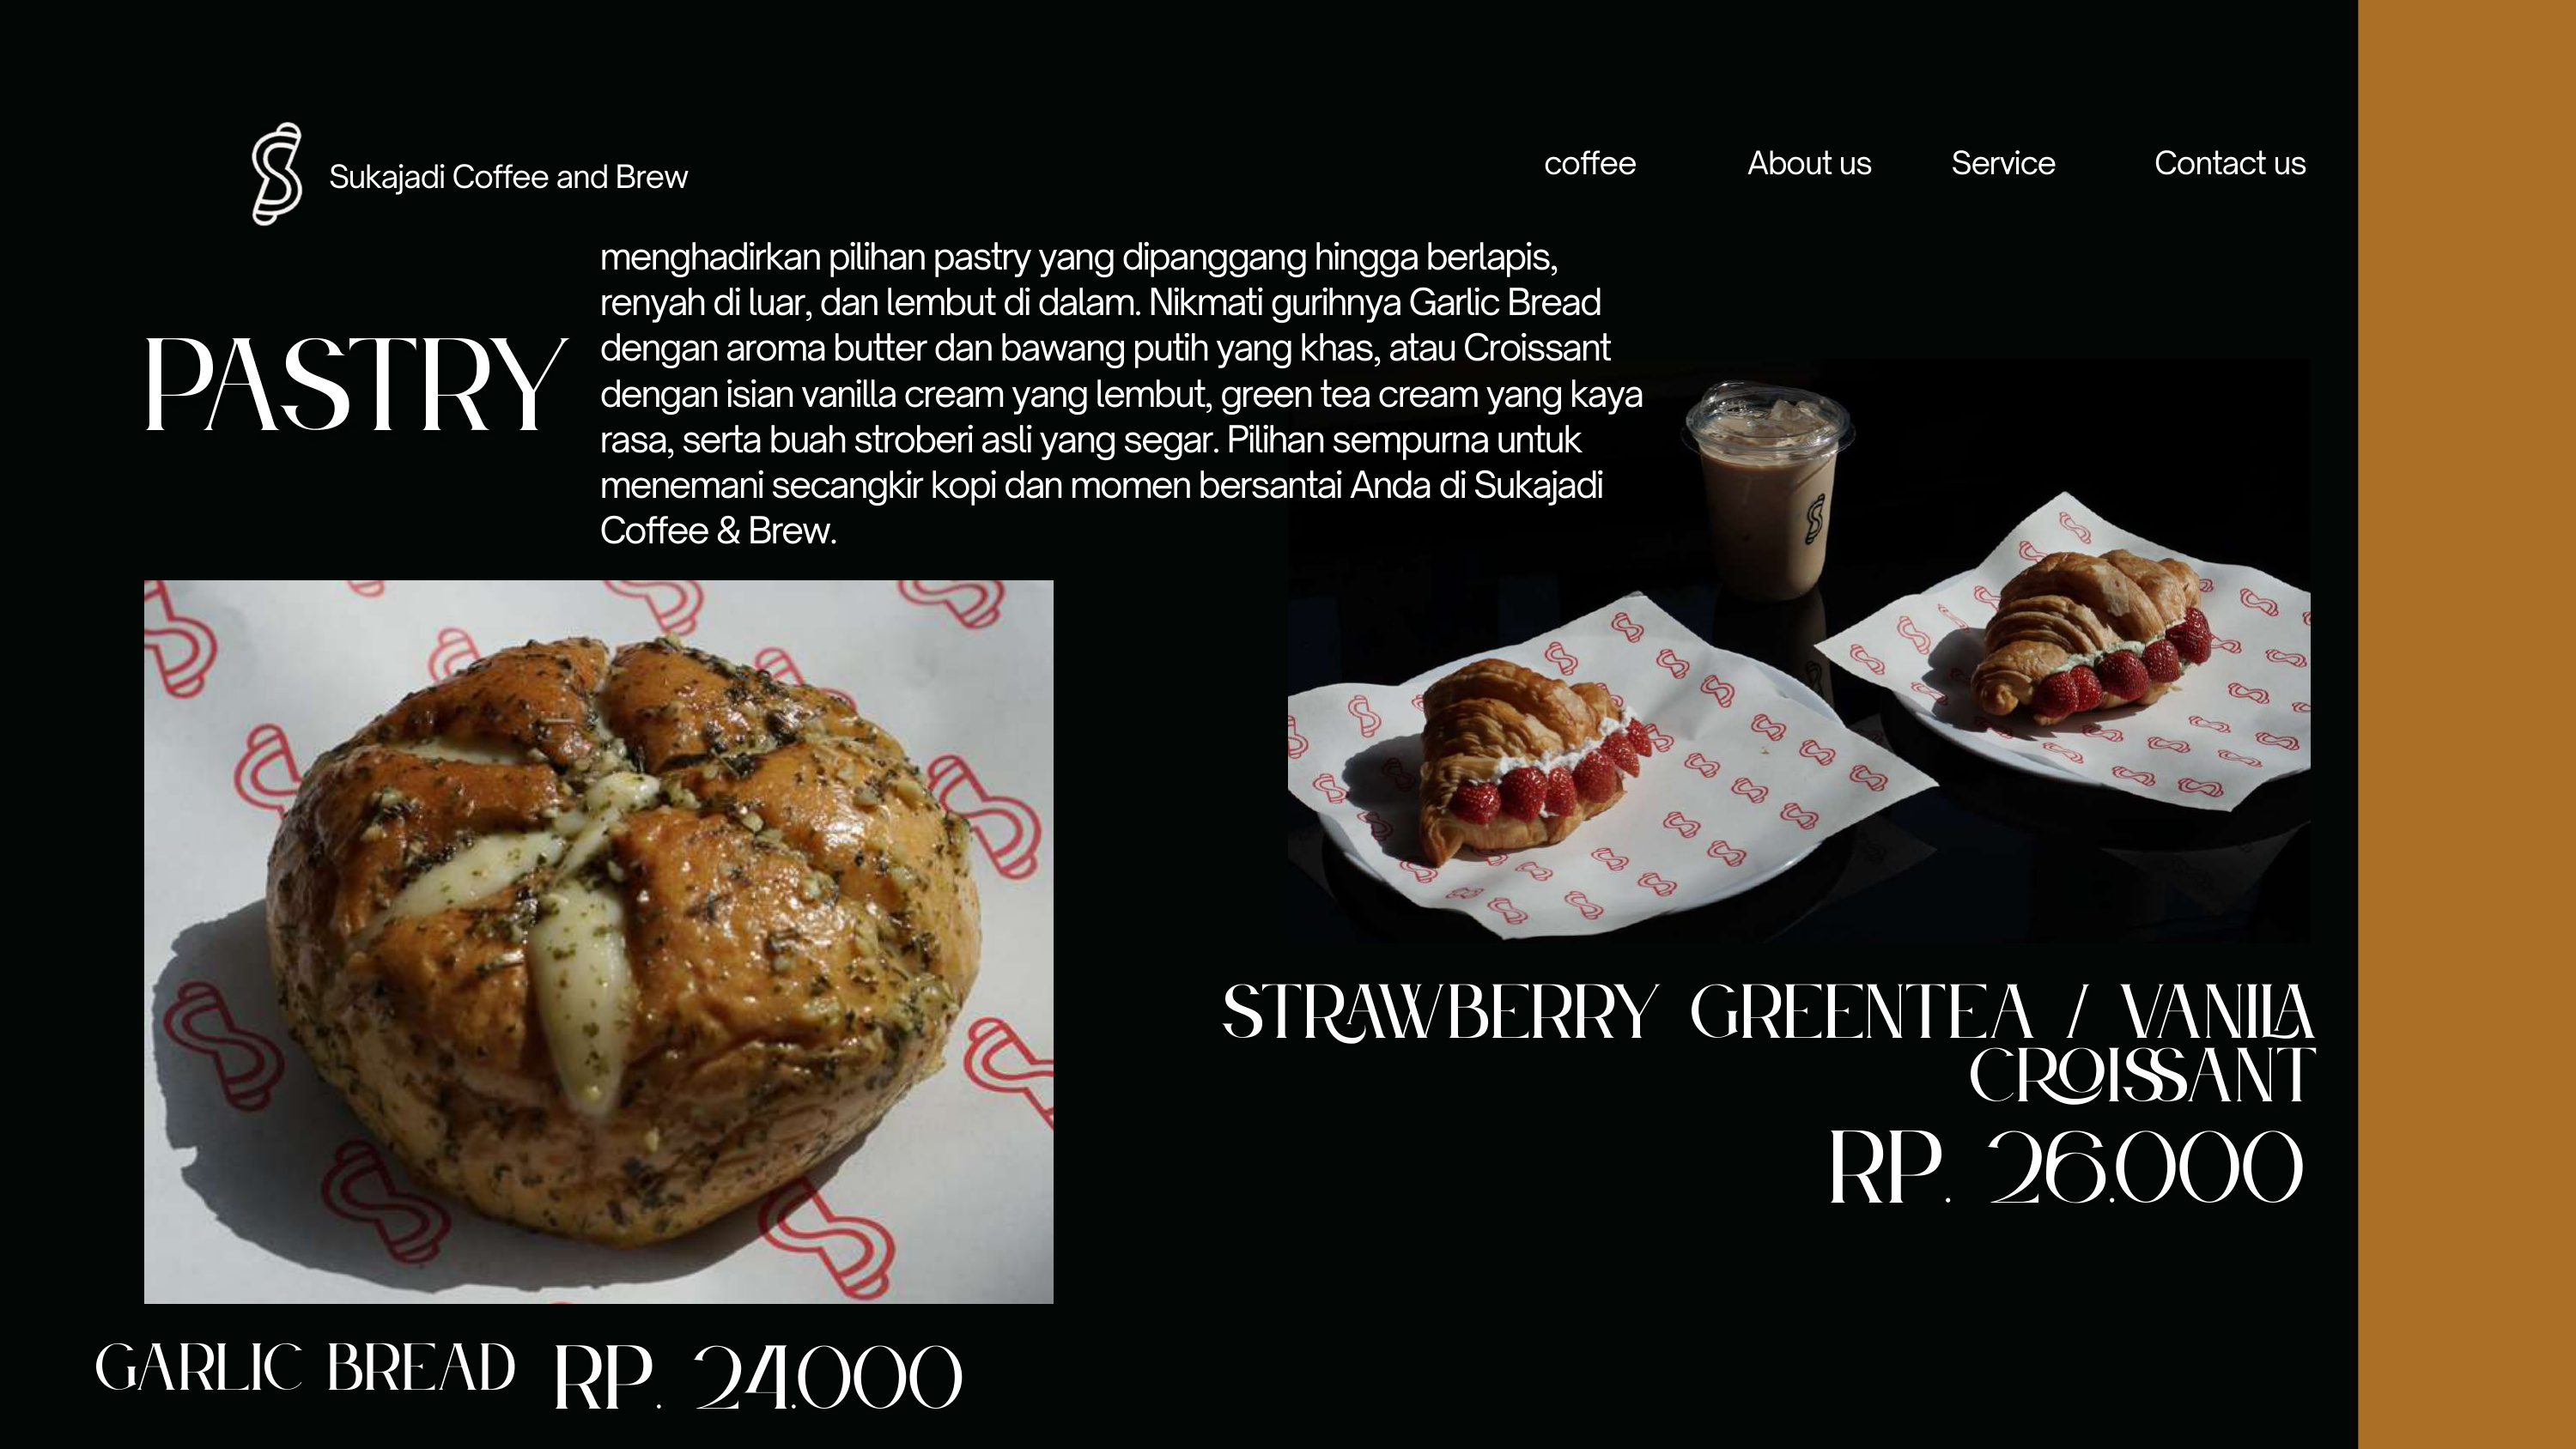 Sukajadi Coffee and Brew
coffee
About us
Service
Contact us
PASTRY
menghadirkan pilihan pastry yang dipanggang hingga berlapis,
renyah di luar, dan lembut di dalam. Nikmati gurihnya Garlic Bread
dengan aroma butter dan bawang putih yang khas, atau Croissant
dengan isian vanilla cream yang lembut, green tea cream yang kaya
rasa, serta buah stroberi asli yang segar. Pilihan sempurna untuk
menemani secangkir kopi dan momen bersantai Anda di Sukajadi
Coffee & Brew.
STRAWBERRY GREENTEA / VANILA
CROISSANT
RP. 26.000
GARLIC BREAD RP. 24.000